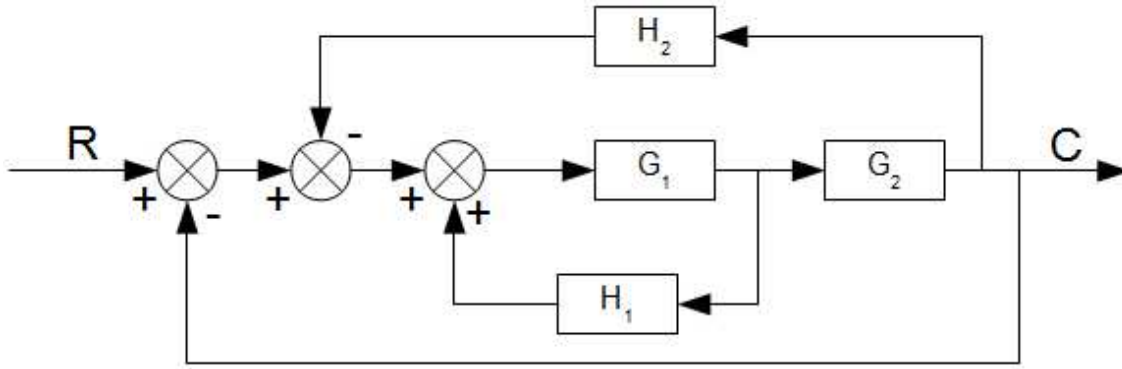 H₂
-
R
G₁
G₂
C
+
-
+
+
+
H₁